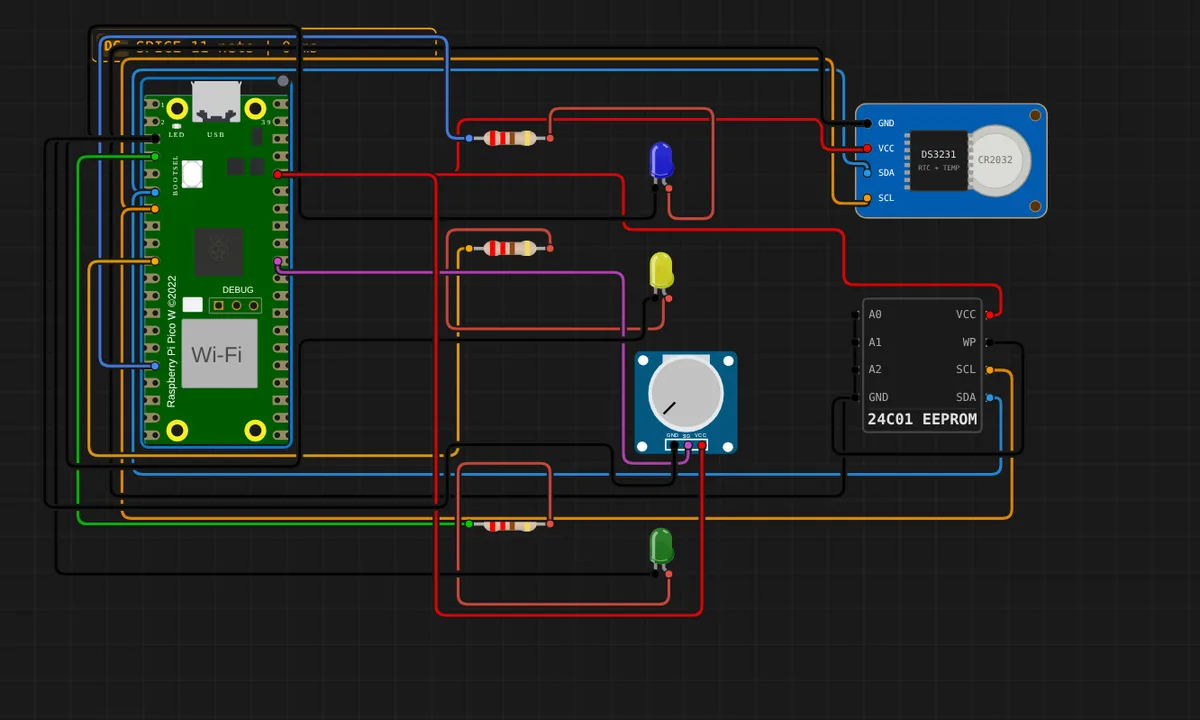 1
2
39
LED
USB
BOOTSEL
DEBUG
Raspberry Pi Pico W ©2022
Wi-Fi
GND
VCC
SDA
SCL
DS3231
RTC + TEMP
CR2032
GND SG VCC
A0 VCC
A1 WP
A2 SCL
GND SDA
24C01 EEPROM